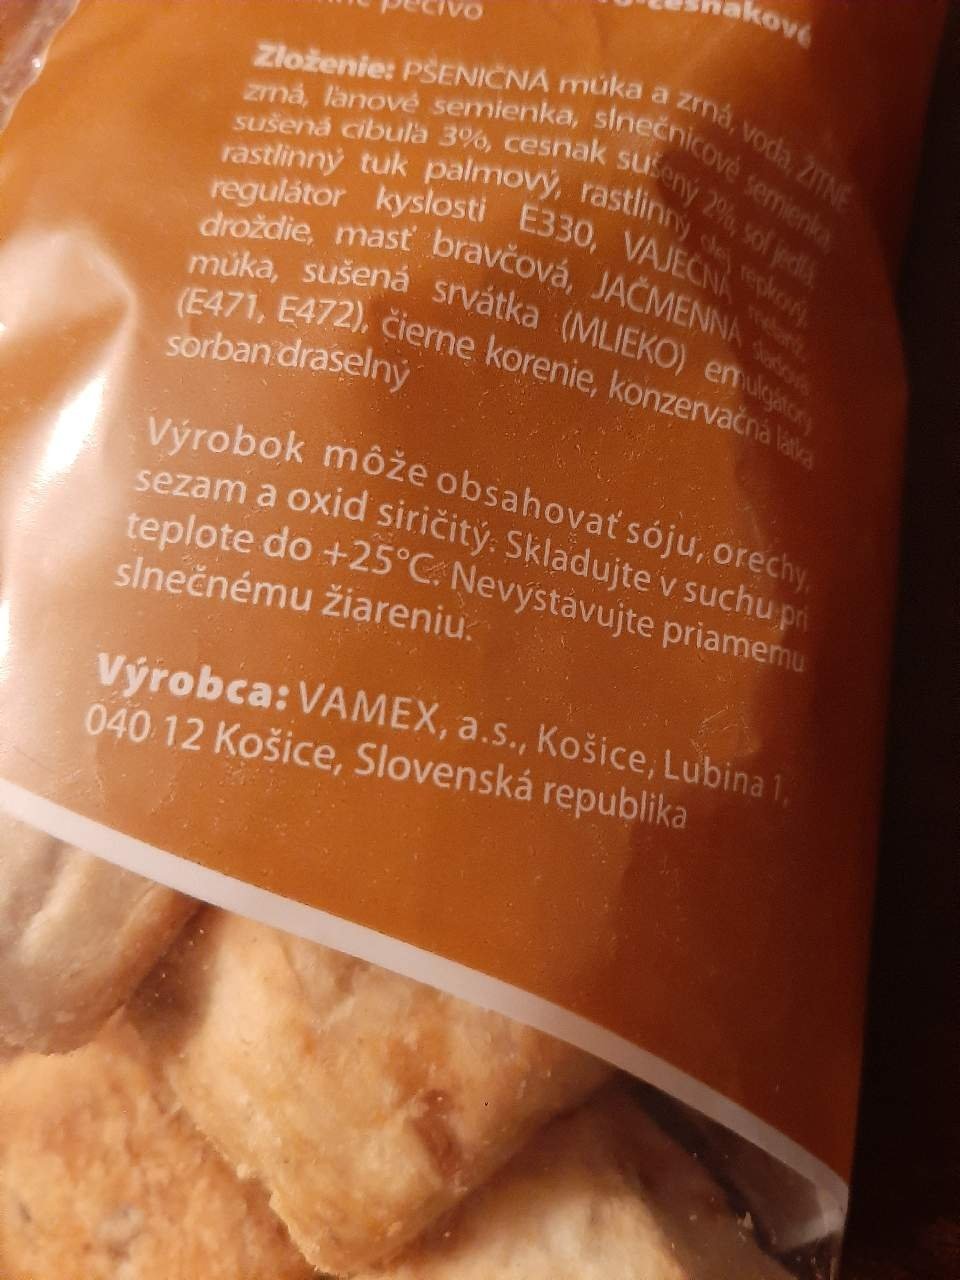 pečivo
-cesnakové
Zloženie: PŠENIČNÁ múka a zrná, voda, ŽITNÉ
zrná, ľanové semienka, slnečnicové semienka,
sušená cibuľa 3%, cesnak sušený 2%, soľ jedlá,
rastlinný tuk palmový, rastlinný olej repkový,
regulátor kyslosti E330, VAJEČNÁ melanž,
droždie, masť bravčová, JAČMENNÁ sladová
múka, sušená srvátka (MLIEKO) emulgátory
(E471, E472), čierne korenie, konzervačná látka
sorban draselný
Výrobok môže obsahovať sóju, orechy,
sezam a oxid siričitý. Skladujte v suchu pri
teplote do +25°C. Nevystavujte priamemu
slnečnému žiareniu.
Výrobca: VAMEX, a.s., Košice, Lubina 1,
040 12 Košice, Slovenská republika